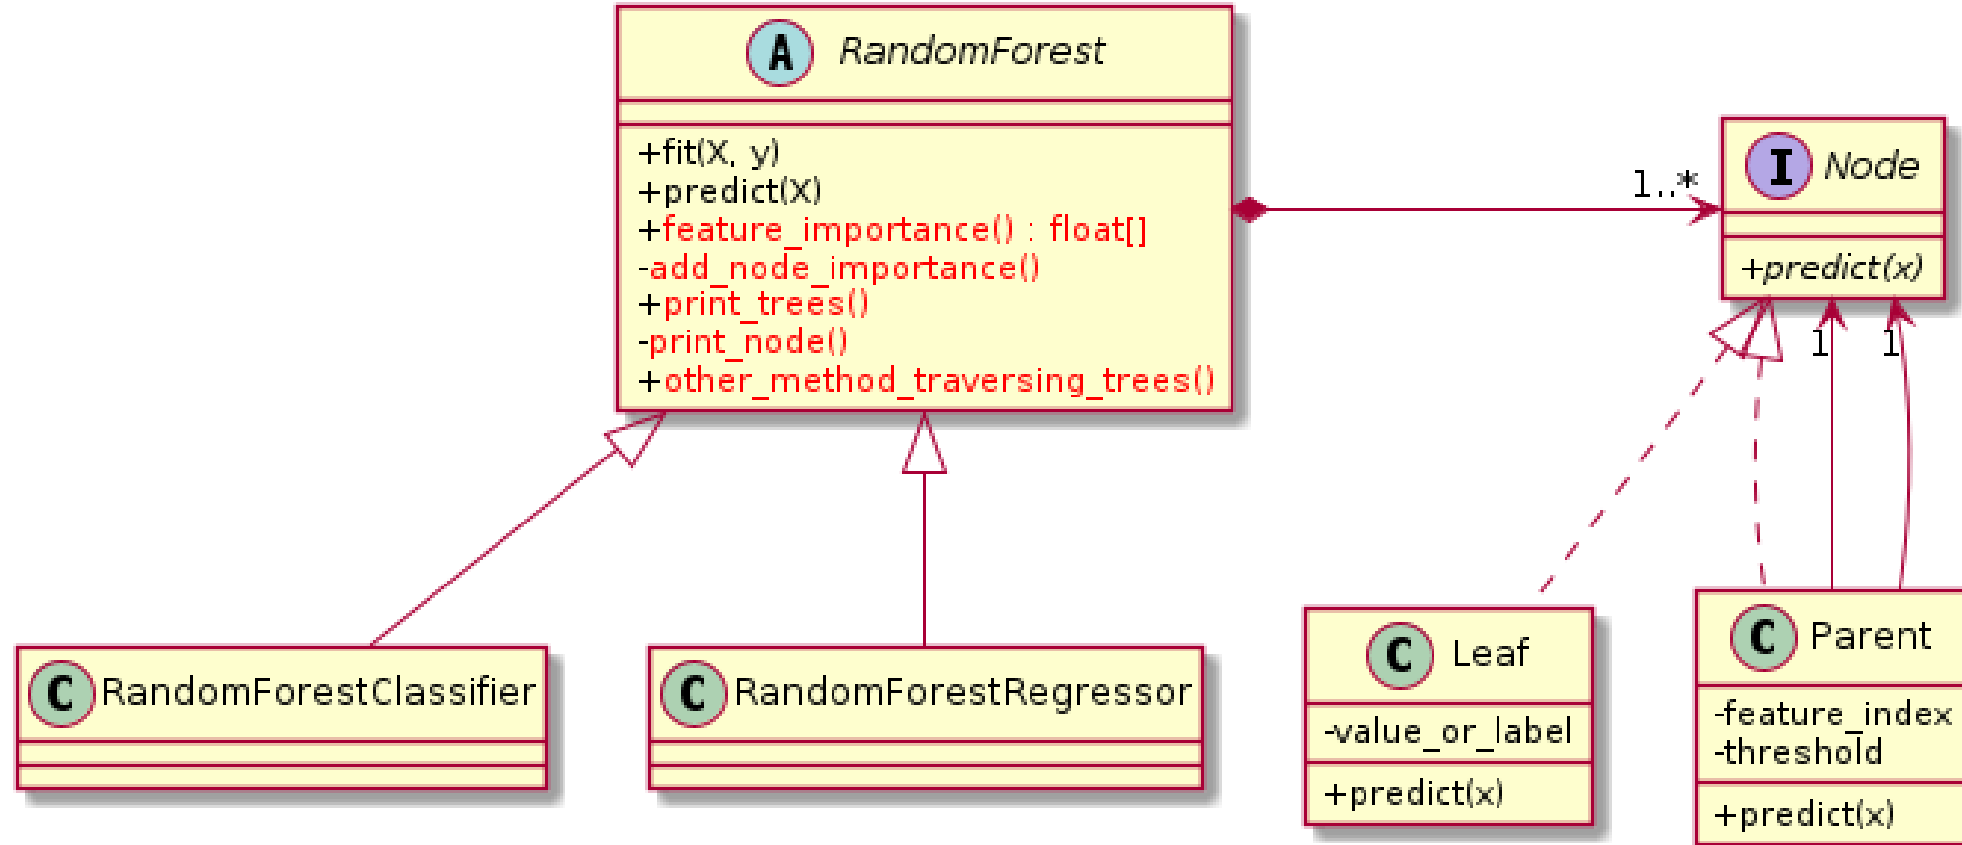 A RandomForest
+fit(X, y)
+predict(X)
+feature_importance() : float[]
-add_node_importance()
+print_trees()
-print_node()
+other_method_traversing_trees()
1..*
I Node
+predict(x)
1
1
C RandomForestClassifier
C RandomForestRegressor
C Leaf
-value_or_label
+predict(x)
C Parent
-feature_index
-threshold
+predict(x)